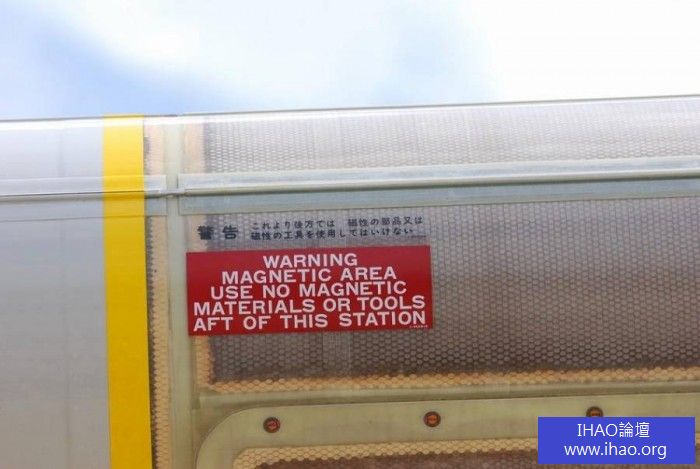 警告 これより後方では 磁性の部品又は
磁性の工具を使用してはいけない
WARNING
MAGNETIC AREA
USE NO MAGNETIC
MATERIALS OR TOOLS
AFT OF THIS STATION
IHAO論壇
www.ihao.org